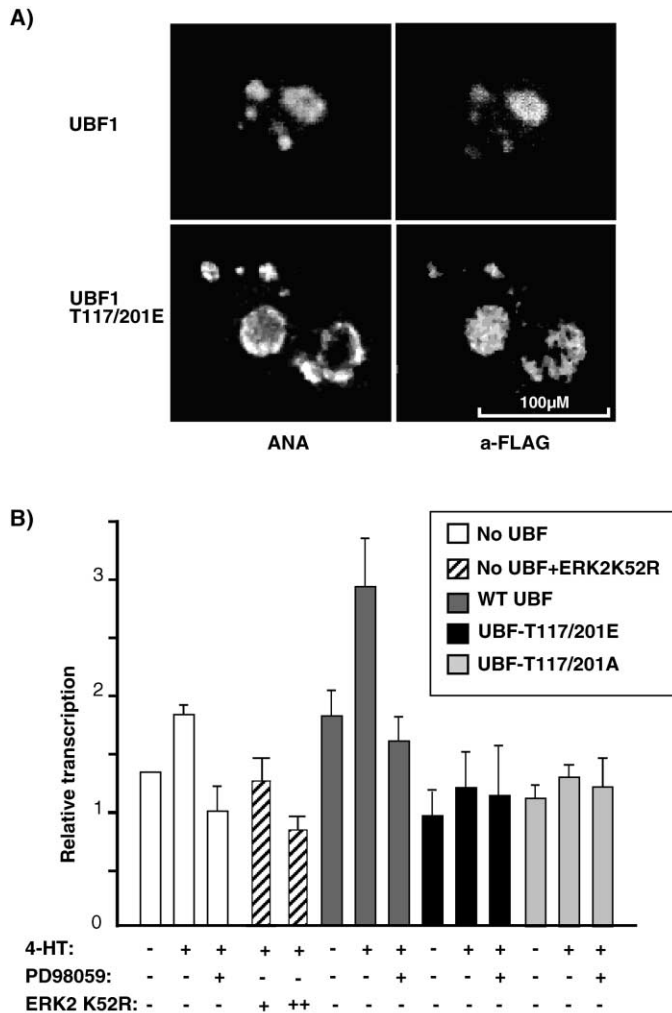 A)
UBF1
UBF1
T117/201E
100µM
ANA
a-FLAG
B)
No UBF
No UBF+ERK2K52R
WT UBF
UBF-T117/201E
UBF-T117/201A
Relative transcription
3
2
1
0
4-HT: - + + + + - + + - + + - + +
PD98059: - - + - - - - + - - + - - +
ERK2 K52R: - - - + ++ - - - - - - - - -